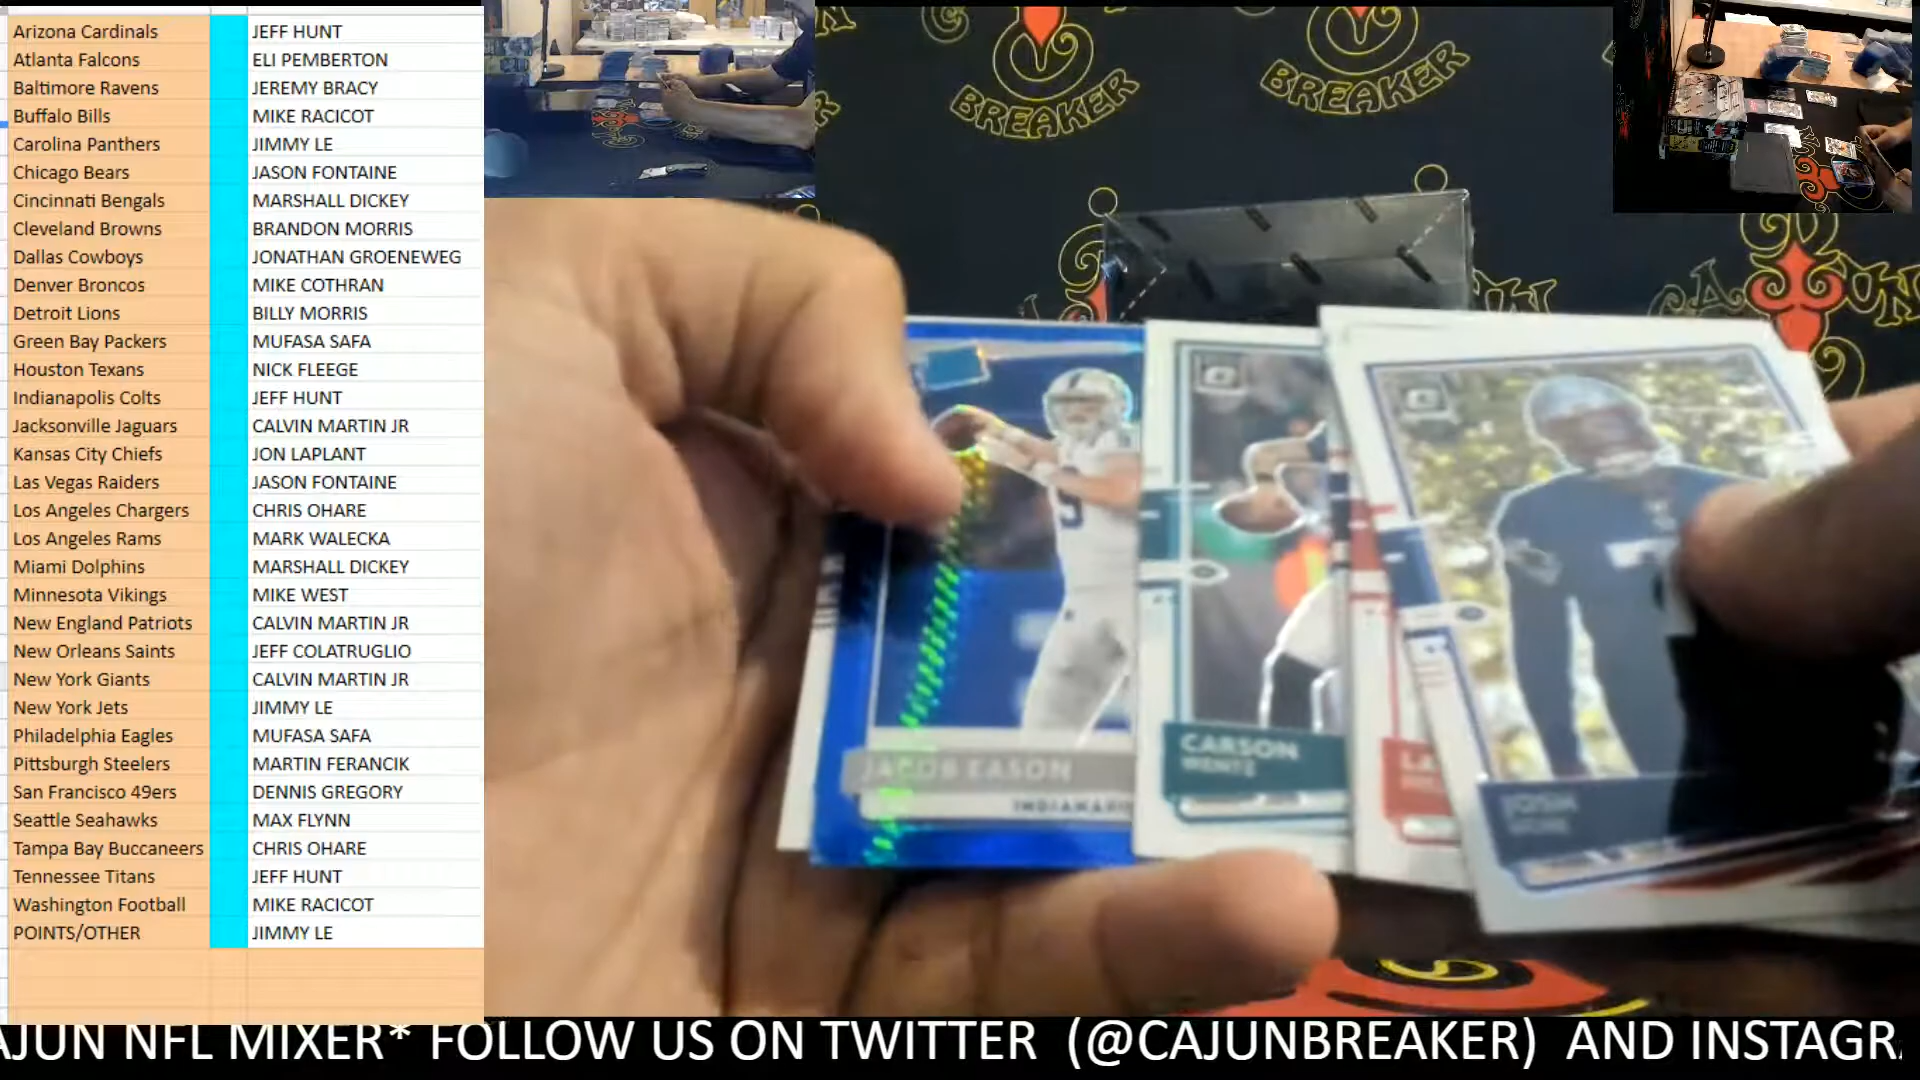 Arizona Cardinals JEFF HUNT
Atlanta Falcons ELI PEMBERTON
Baltimore Ravens JEREMY BRACY
Buffalo Bills MIKE RACICOT
Carolina Panthers JIMMY LE
Chicago Bears JASON FONTAINE
Cincinnati Bengals MARSHALL DICKEY
Cleveland Browns BRANDON MORRIS
Dallas Cowboys JONATHAN GROENEWEG
Denver Broncos MIKE COTHRAN
Detroit Lions BILLY MORRIS
Green Bay Packers MUFASA SAFA
Houston Texans NICK FLEEGE
Indianapolis Colts JEFF HUNT
Jacksonville Jaguars CALVIN MARTIN JR
Kansas City Chiefs JON LAPLANT
Las Vegas Raiders JASON FONTAINE
Los Angeles Chargers CHRIS OHARE
Los Angeles Rams MARK WALECKA
Miami Dolphins MARSHALL DICKEY
Minnesota Vikings MIKE WEST
New England Patriots CALVIN MARTIN JR
New Orleans Saints JEFF COLATRUGLIO
New York Giants CALVIN MARTIN JR
New York Jets JIMMY LE
Philadelphia Eagles MUFASA SAFA
Pittsburgh Steelers MARTIN FERANCIK
San Francisco 49ers DENNIS GREGORY
Seattle Seahawks MAX FLYNN
Tampa Bay Buccaneers CHRIS OHARE
Tennessee Titans JEFF HUNT
Washington Football MIKE RACICOT
POINTS/OTHER JIMMY LE
BREAKER
BREAKER
JACOB EASON
INDIANA
CARSON
WENTZ
AJUN NFL MIXER* FOLLOW US ON TWITTER (@CAJUNBREAKER) AND INSTAGR